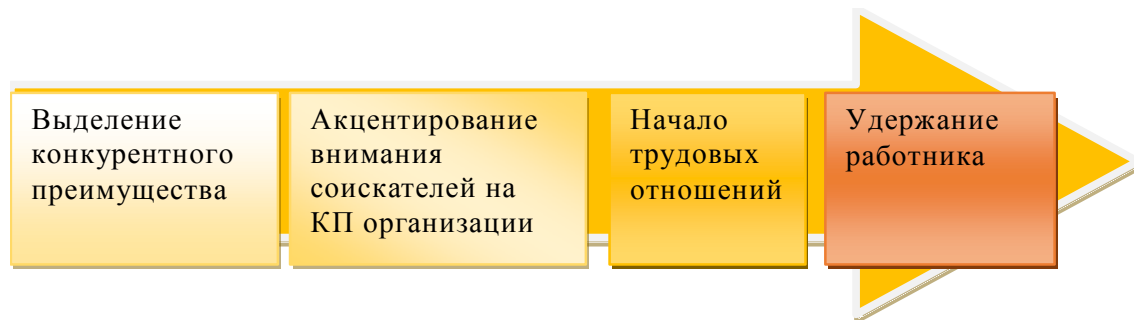 Выделение
конкурентного
преимущества
Акцентирование
внимания
соискателей на
КП организации
Начало
трудовых
отношений
Удержание
работника